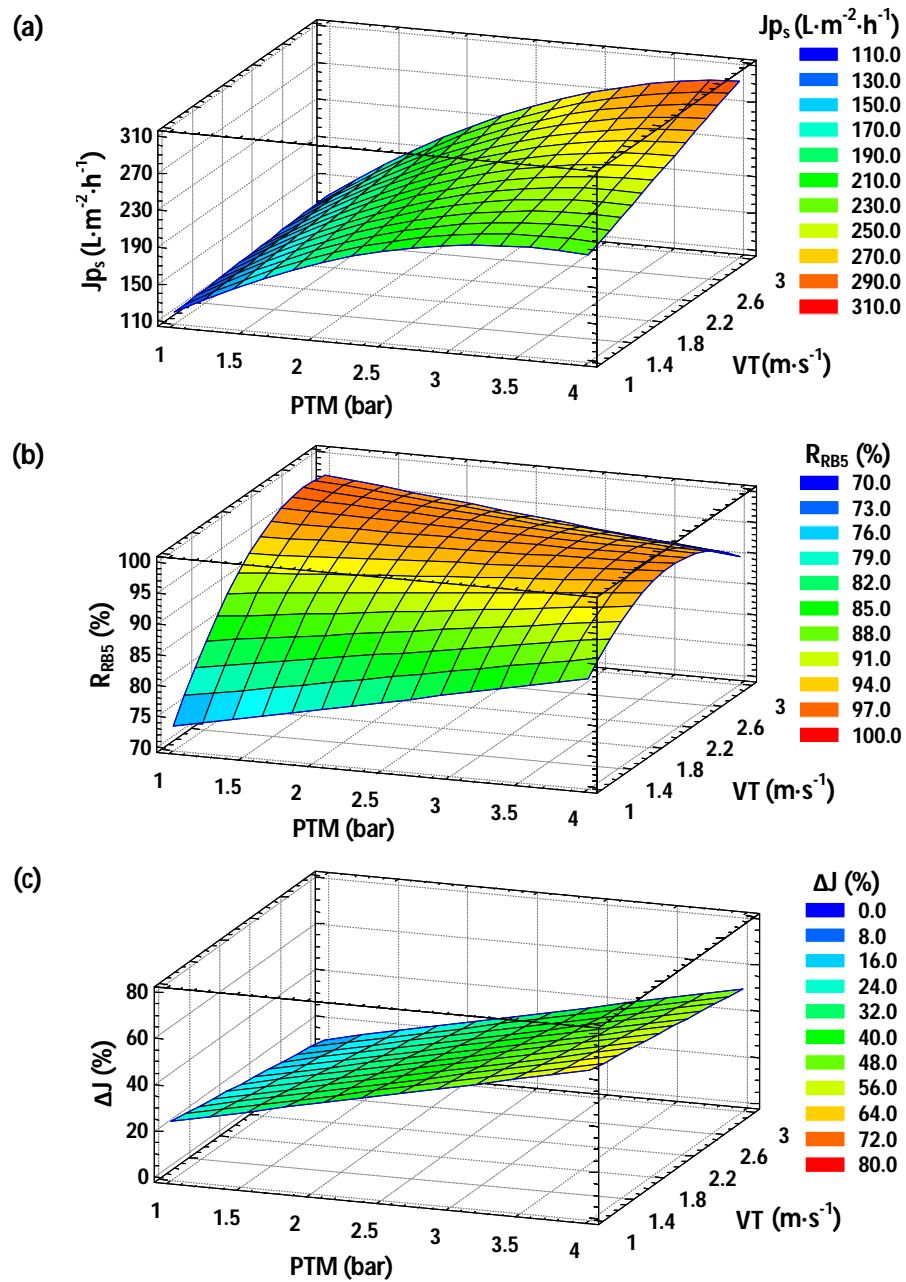 (a)
Jpₛ (L·m⁻²·h⁻¹)
110.0
130.0
150.0
170.0
190.0
210.0
230.0
250.0
270.0
290.0
310.0
Jpₛ (L·m⁻²·h⁻¹)
310
270
230
190
150
110
1 1.5 2 2.5 3 3.5 4
PTM (bar)
1 1.4 1.8 2.2 2.6 3
VT(m·s⁻¹)
(b)
R_RB5 (%)
70.0
73.0
76.0
79.0
82.0
85.0
88.0
91.0
94.0
97.0
100.0
R_RB5 (%)
100
95
90
85
80
75
70
1 1.5 2 2.5 3 3.5 4
PTM (bar)
1 1.4 1.8 2.2 2.6 3
VT (m·s⁻¹)
(c)
ΔJ (%)
0.0
8.0
16.0
24.0
32.0
40.0
48.0
56.0
64.0
72.0
80.0
ΔJ (%)
80
60
40
20
0
1 1.5 2 2.5 3 3.5 4
PTM (bar)
1 1.4 1.8 2.2 2.6 3
VT (m·s⁻¹)